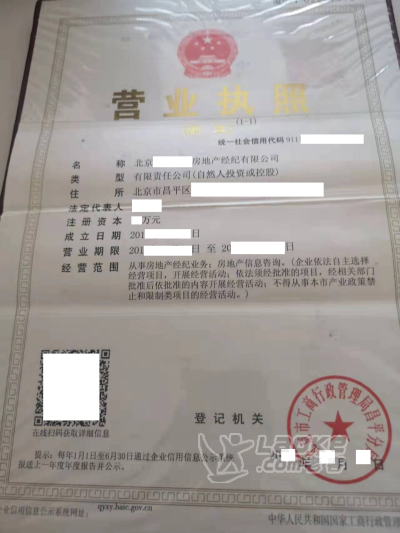 营业执照
(1-1)
统一社会信用代码 911
名称 北京 房地产经纪有限公司
类型 有限责任公司(自然人投资或控股)
住所 北京市昌平区
法定代表人
注册资本 万元
成立日期 201 日
营业期限 201 日 至 20 日
经营范围 从事房地产经纪业务;房地产信息咨询。(企业依法自主选择
经营项目,开展经营活动;依法须经批准的项目,经相关部门
批准后依批准的内容开展经营活动;不得从事本市产业政策禁
止和限制类项目的经营活动。)
在线扫码获取详细信息
登记机关
市工商行政管理局昌平分局
年 月 日
提示:每年1月1日至6月30日通过企业信用信息公示系统
报送上一年度年度报告并公示。
LAOKE
qyxy.baic.gov.cn
企业信用信息公示系统网址:
中华人民共和国国家工商行政管理